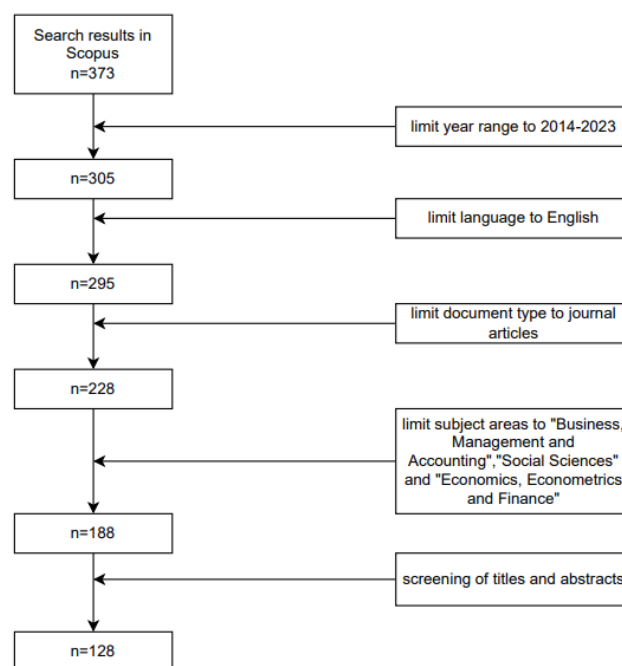 Search results in
Scopus
n=373
limit year range to 2014-2023
n=305
limit language to English
n=295
limit document type to journal
articles
n=228
limit subject areas to "Business,
Management and
Accounting","Social Sciences"
and "Economics, Econometrics
and Finance"
n=188
screening of titles and abstracts
n=128